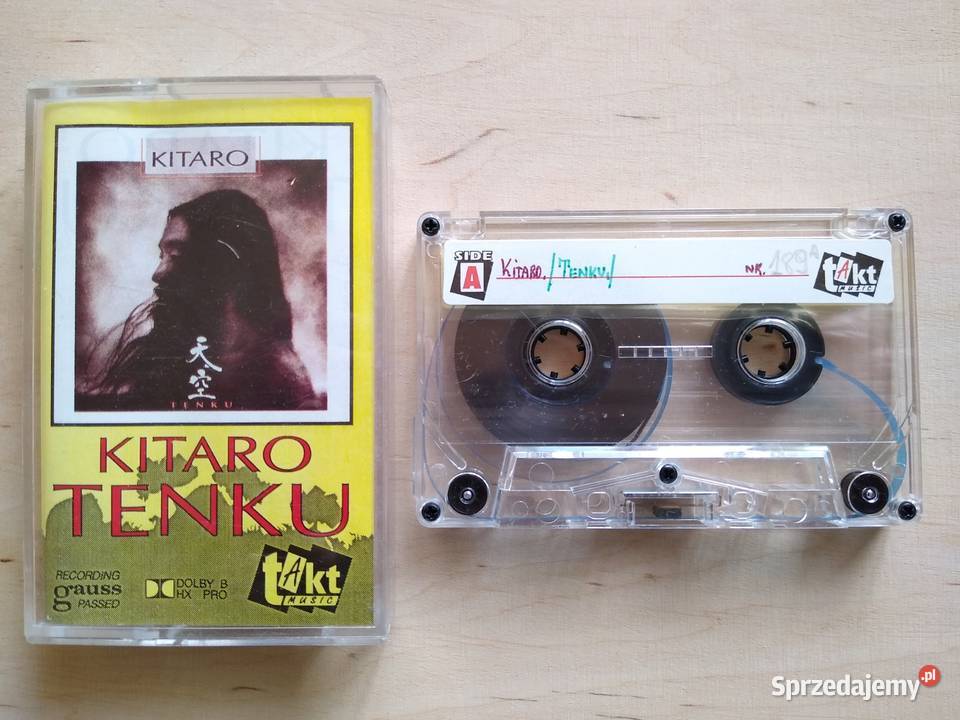 KITARO
天空
TENKU
KITARO
TENKU
RECORDING
gauss
PASSED
DOLBY B
HX PRO
tAkt
MUSIC
SIDE
A
KITARO. / TENKU. /
NR. 189A
tAkt
MUSIC
Sprzedajemy.pl